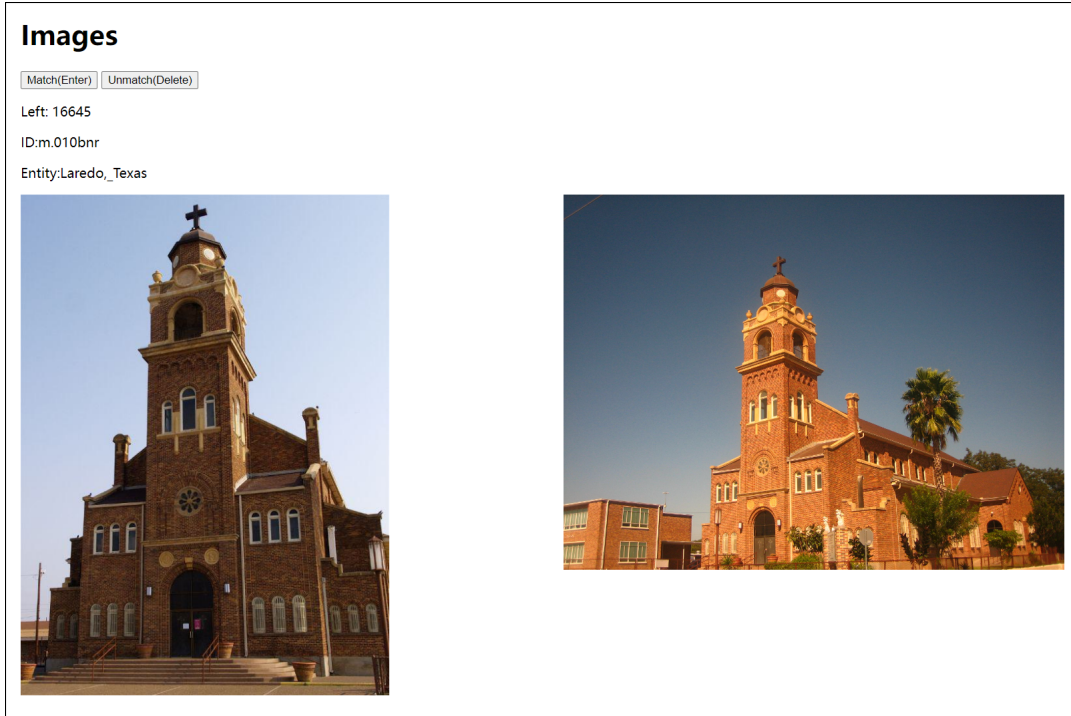 Images
Match(Enter) Unmatch(Delete)
Left: 16645
ID:m.010bnr
Entity:Laredo,_Texas